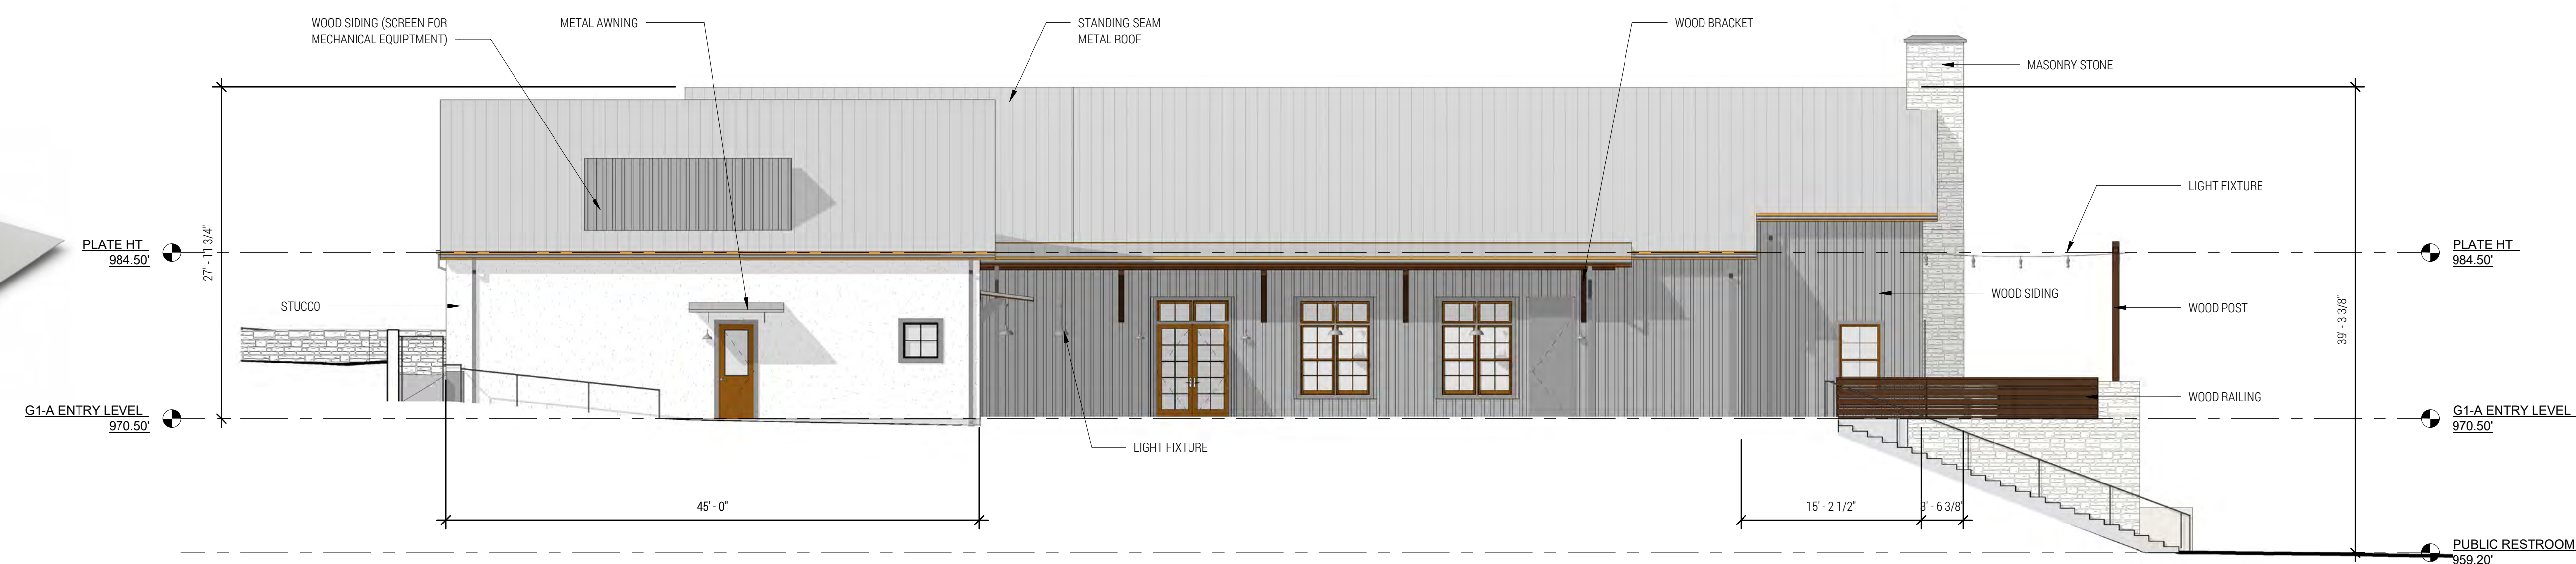 WOOD SIDING (SCREEN FOR
MECHANICAL EQUIPTMENT)
METAL AWNING
STANDING SEAM
METAL ROOF
WOOD BRACKET
MASONRY STONE
LIGHT FIXTURE
PLATE HT
984.50'
27' - 11 3/4"
PLATE HT
984.50'
STUCCO
WOOD SIDING
WOOD POST
39' - 3 3/8"
WOOD RAILING
G1-A ENTRY LEVEL
970.50'
G1-A ENTRY LEVEL
970.50'
LIGHT FIXTURE
45' - 0"
15' - 2 1/2"
3' - 6 3/8"
PUBLIC RESTROOM
959.20'